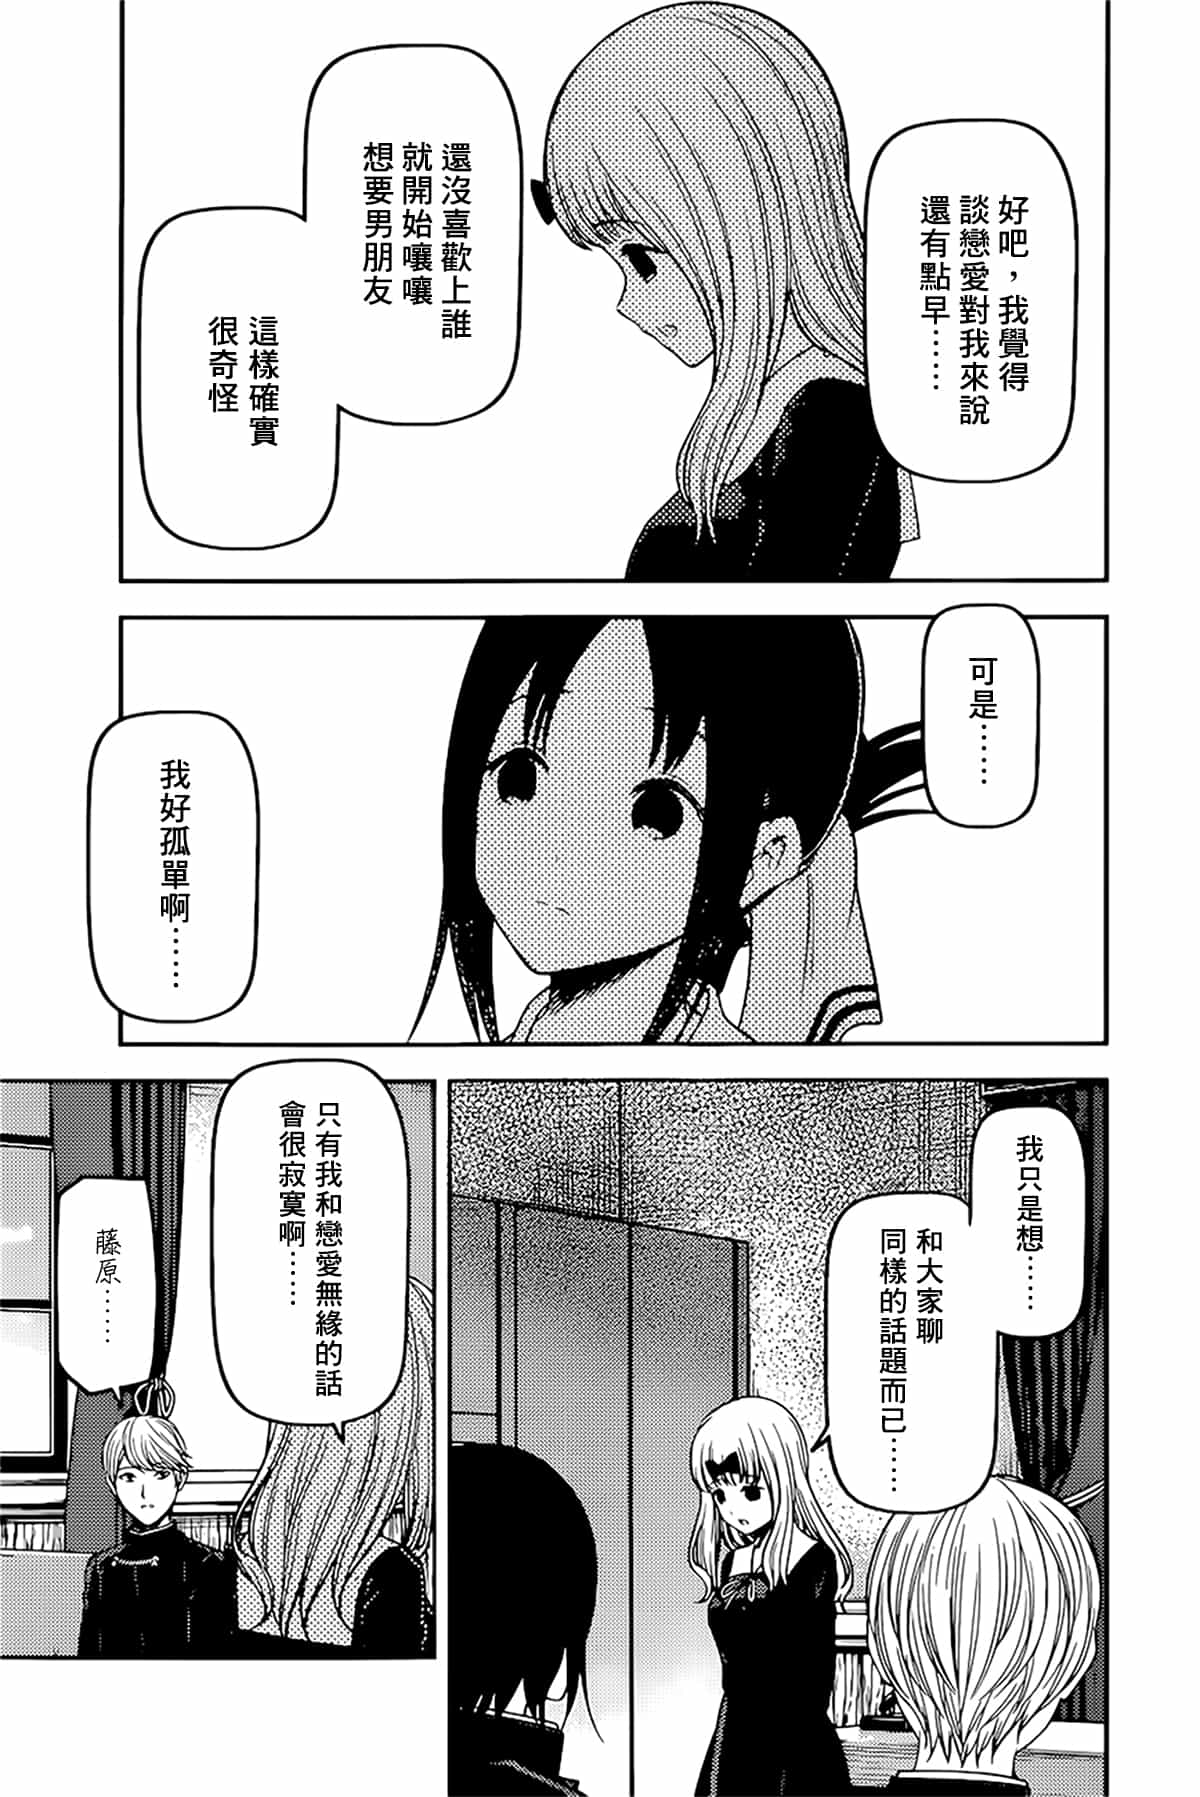 好吧，我覺得
談戀愛對我來說
還有點早……
還沒喜歡上誰
就開始嚷嚷
想要男朋友
這樣確實
很奇怪
可是……
我好孤單啊……
我只是想……
和大家聊
同樣的話題而已……
只有我和戀愛無緣的話
會很寂寞啊……
藤原……